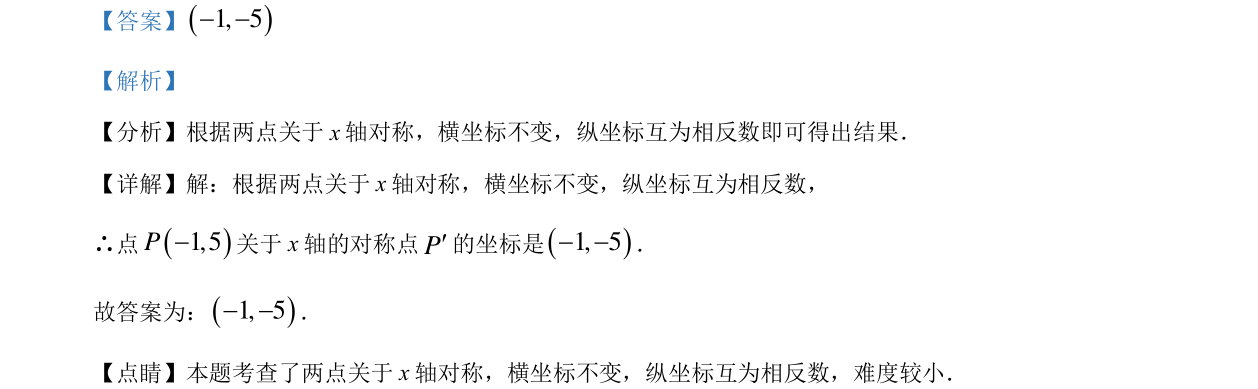 【答案】(−1,−5)
【解析】
【分析】根据两点关于 x 轴对称，横坐标不变，纵坐标互为相反数即可得出结果．
【详解】解：根据两点关于 x 轴对称，横坐标不变，纵坐标互为相反数，
∴点 P(−1,5) 关于 x 轴的对称点 P′ 的坐标是(−1,−5)．
故答案为：(−1,−5)．
【点睛】本题考查了两点关于 x 轴对称，横坐标不变，纵坐标互为相反数，难度较小．